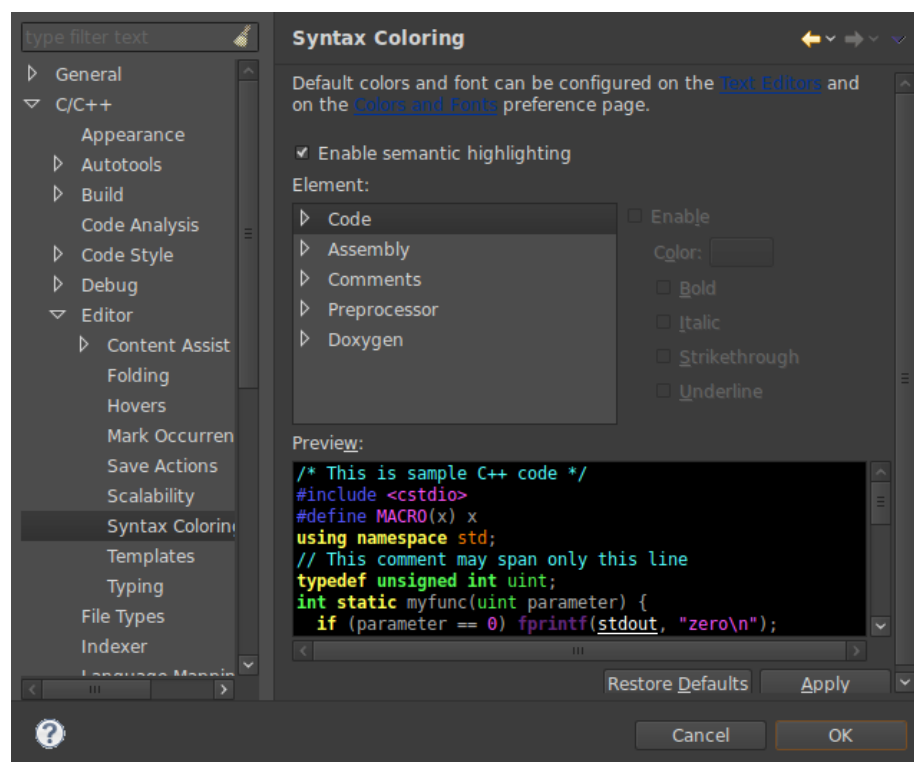 type filter text
General
C/C++
Appearance
Autotools
Build
Code Analysis
Code Style
Debug
Editor
Content Assist
Folding
Hovers
Mark Occurren
Save Actions
Scalability
Syntax Coloring
Templates
Typing
File Types
Indexer
Language Mappin
Syntax Coloring
Default colors and font can be configured on the Text Editors and
on the Colors and Fonts preference page.
Enable semantic highlighting
Element:
Code
Assembly
Comments
Preprocessor
Doxygen
Enable
Color:
Bold
Italic
Strikethrough
Underline
Preview:
/* This is sample C++ code */
#include <cstdio>
#define MACRO(x) x
using namespace std;
// This comment may span only this line
typedef unsigned int uint;
int static myfunc(uint parameter) {
if (parameter == 0) fprintf(stdout, "zero\n");
Restore Defaults
Apply
Cancel
OK